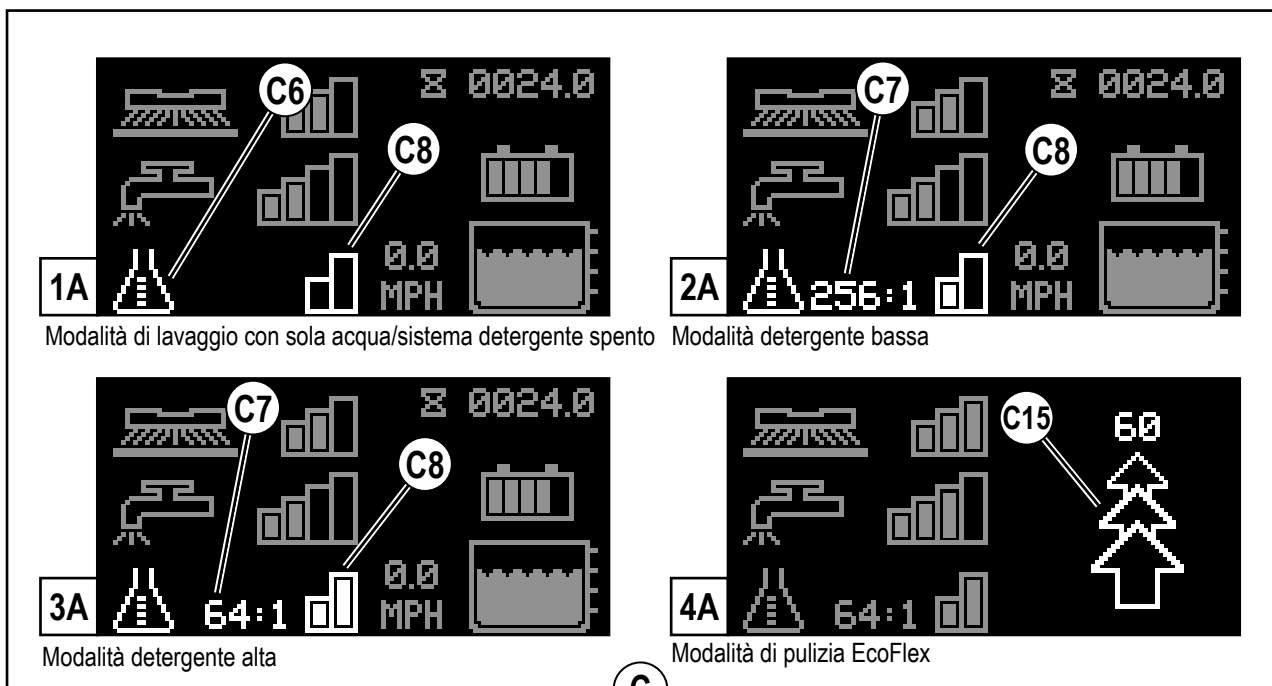 C6
0024.0
C8
0.0
MPH
1A
Modalità di lavaggio con sola acqua/sistema detergente spento
C7
0024.0
C8
256:1
0.0
MPH
2A
Modalità detergente bassa
C7
0024.0
C8
64:1
0.0
MPH
3A
Modalità detergente alta
C15
60
64:1
4A
Modalità di pulizia EcoFlex